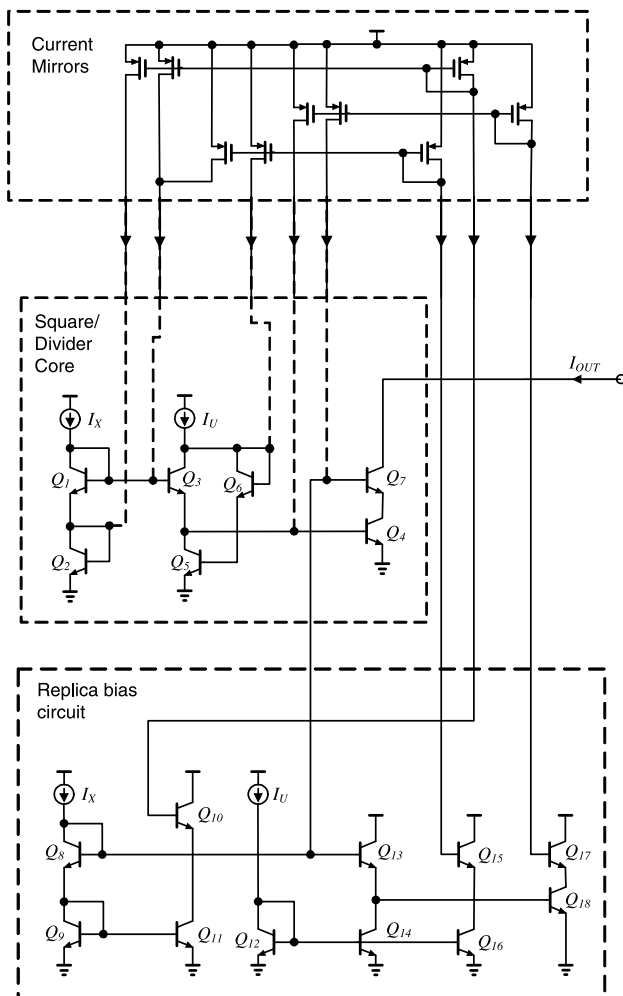 Current
Mirrors
Square/
Divider
Core
I_OUT
I_X
I_U
Q_1
Q_3
Q_6
Q_7
Q_2
Q_5
Q_4
Replica bias
circuit
I_X
I_U
Q_10
Q_8
Q_13
Q_15
Q_17
Q_18
Q_9
Q_11
Q_12
Q_14
Q_16